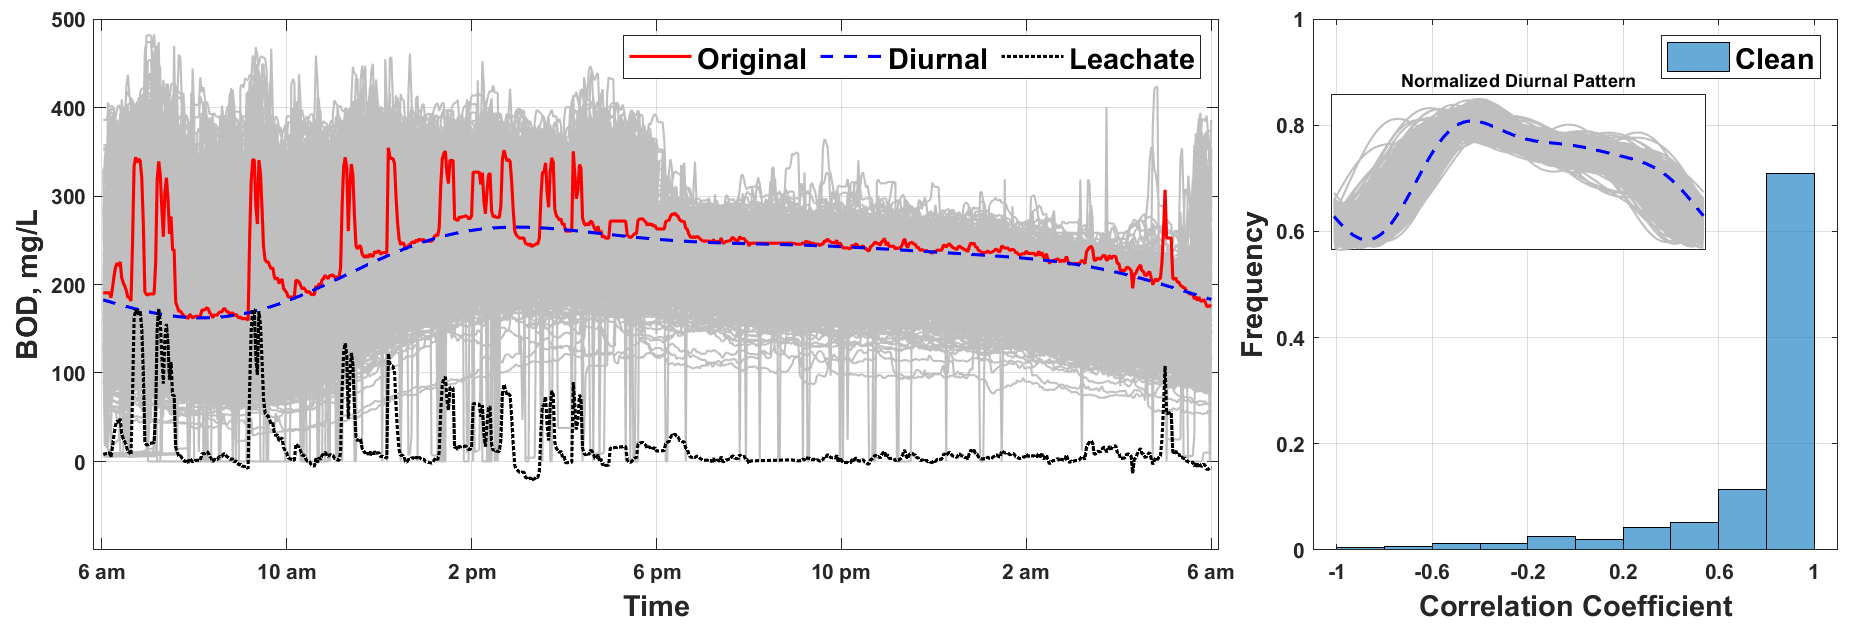 500
400
300
200
100
0
BOD, mg/L
Original
Diurnal
Leachate
6 am
10 am
2 pm
6 pm
10 pm
2 am
6 am
Time
1
0.8
0.6
0.4
0.2
0
Frequency
Clean
Normalized Diurnal Pattern
-1
-0.6
-0.2
0.2
0.6
1
Correlation Coefficient